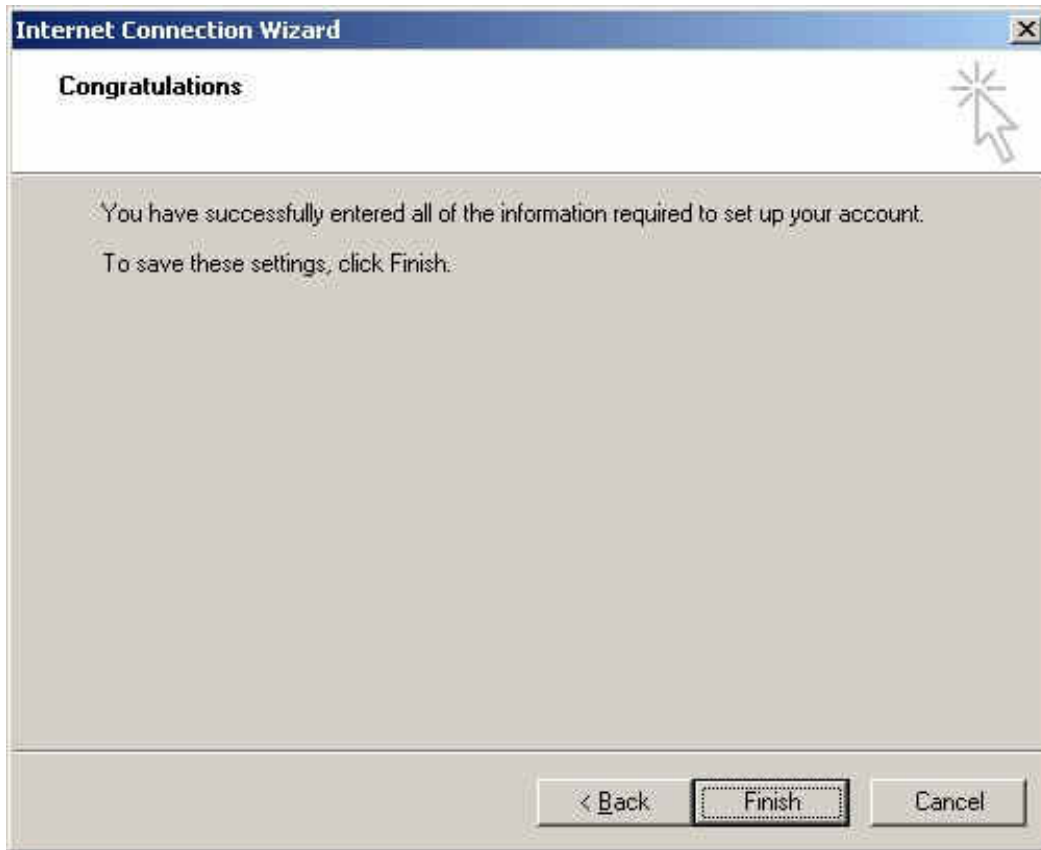 Internet Connection Wizard
Congratulations
You have successfully entered all of the information required to set up your account.
To save these settings, click Finish.
< Back
Finish
Cancel